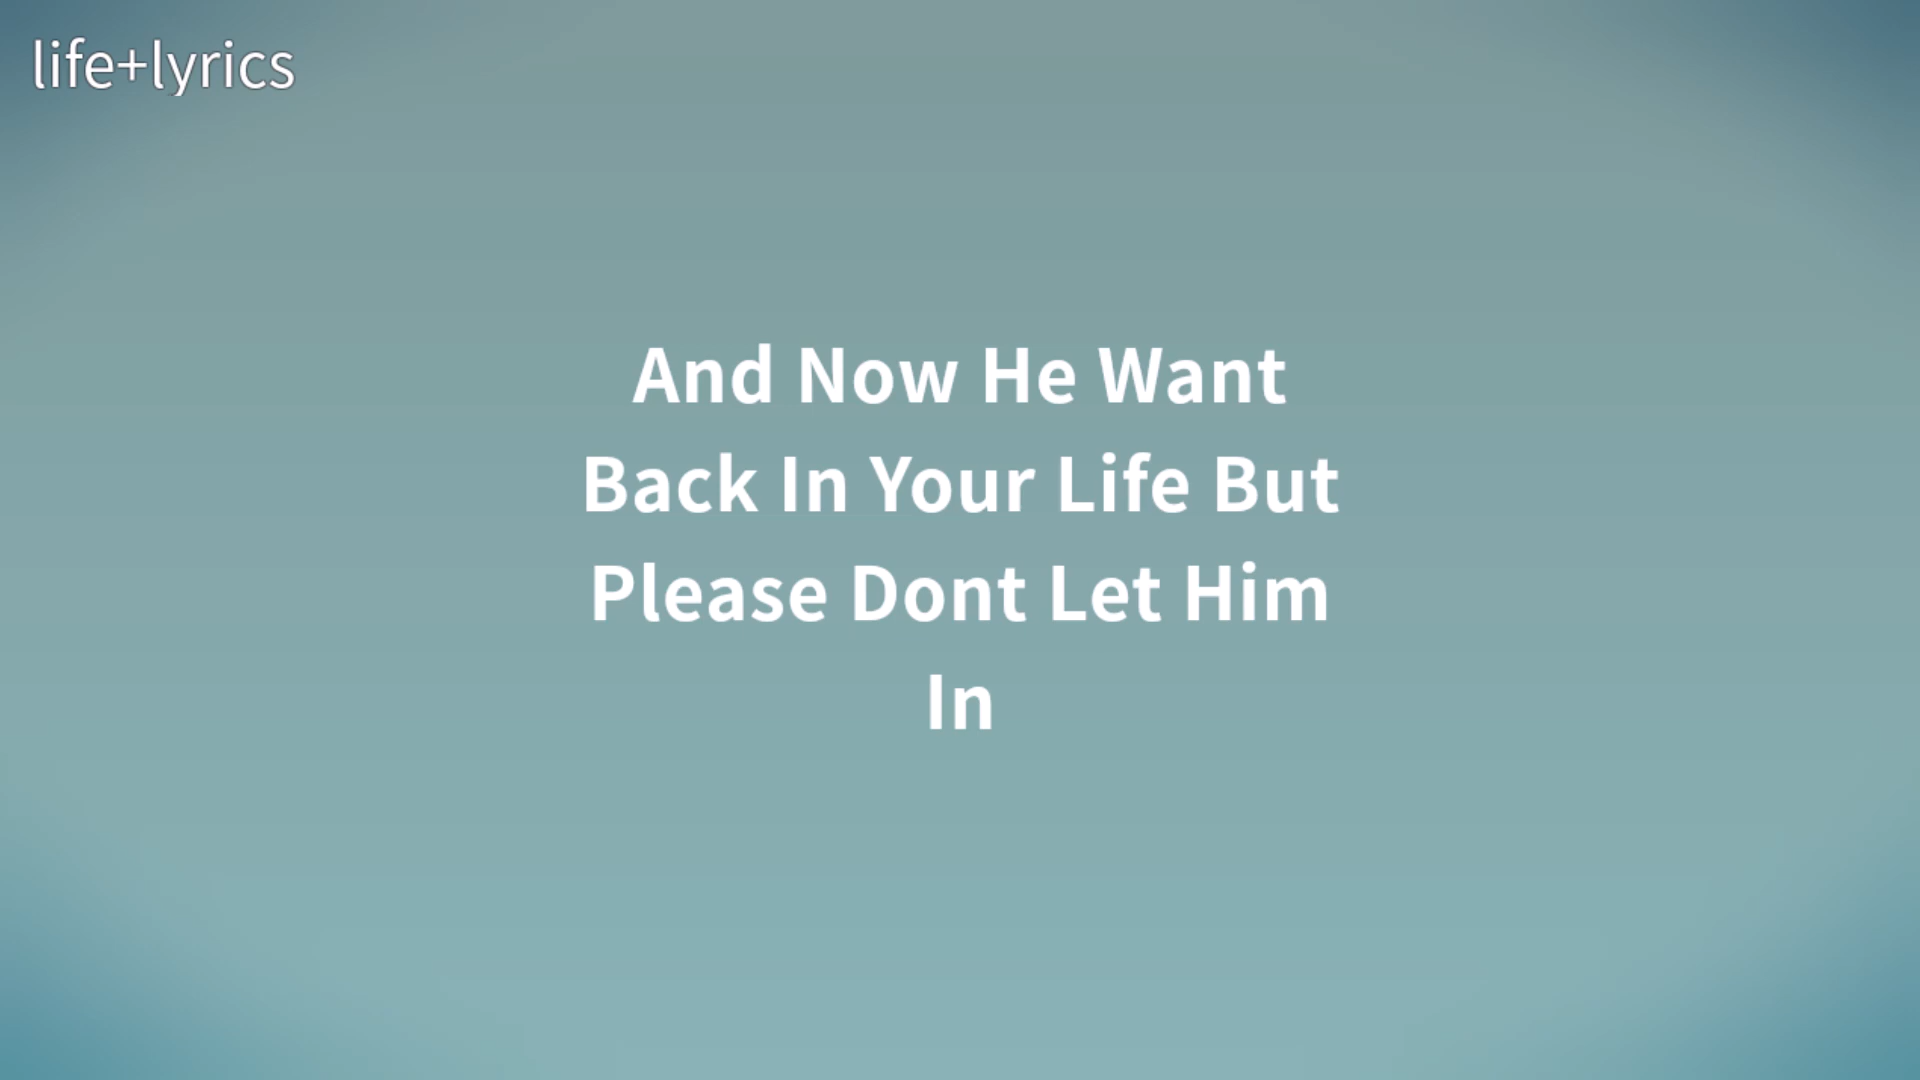 life+lyrics
And Now He Want
Back In Your Life But
Please Dont Let Him
In